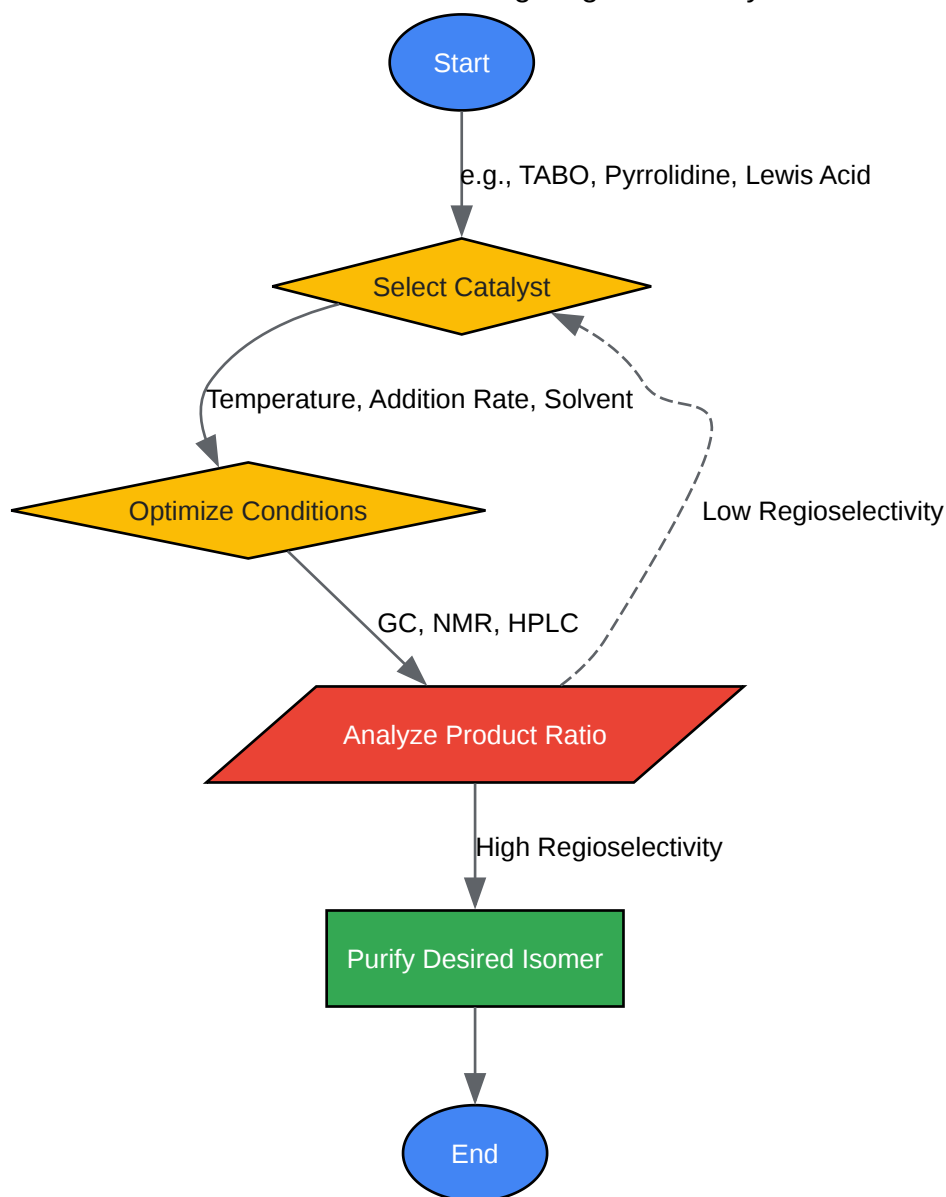 Start
e.g., TABO, Pyrrolidine, Lewis Acid
Select Catalyst
Temperature, Addition Rate, Solvent
Optimize Conditions
Low Regioselectivity
GC, NMR, HPLC
Analyze Product Ratio
High Regioselectivity
Purify Desired Isomer
End